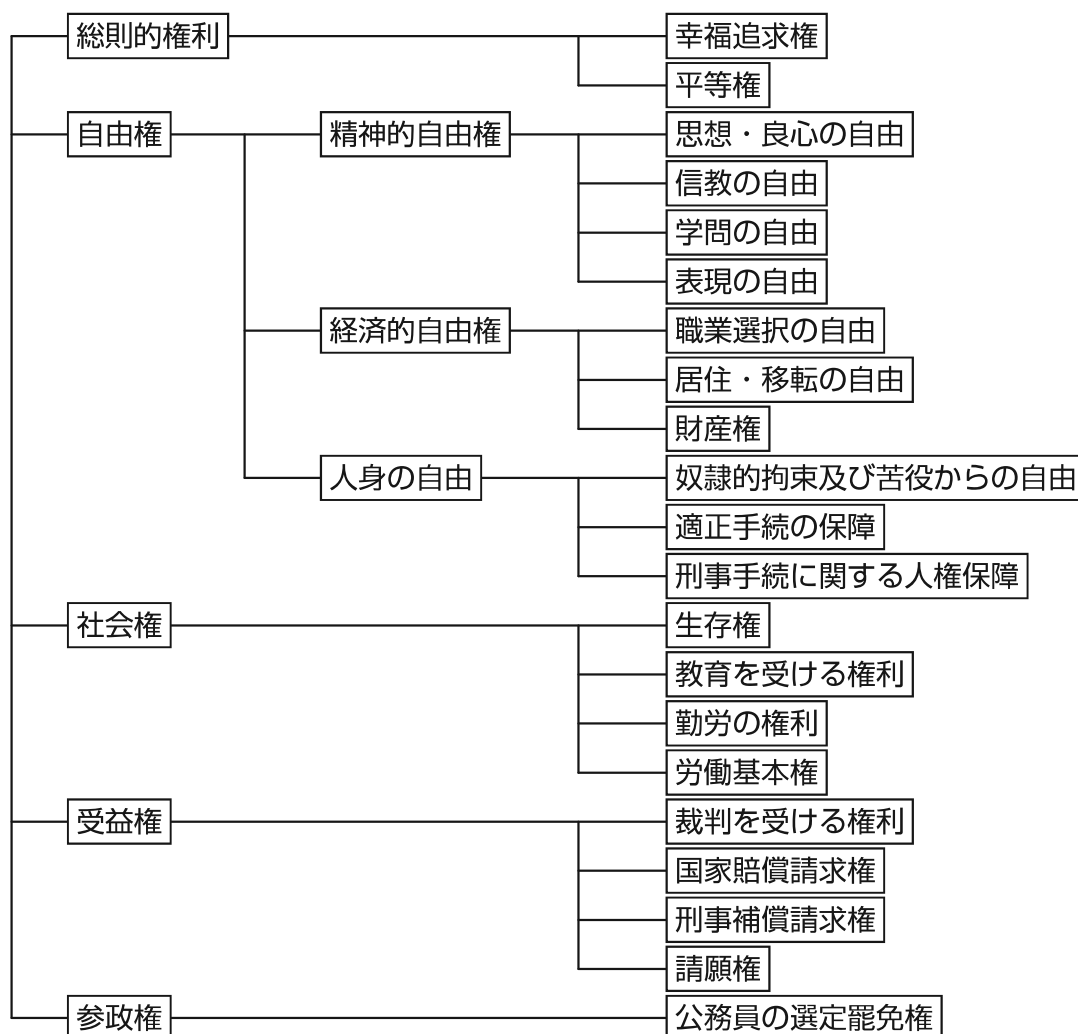 総則的権利
幸福追求権
平等権
自由権
精神的自由権
思想・良心の自由
信教の自由
学問の自由
表現の自由
経済的自由権
職業選択の自由
居住・移転の自由
財産権
人身の自由
奴隷的拘束及び苦役からの自由
適正手続の保障
刑事手続に関する人権保障
社会権
生存権
教育を受ける権利
勤労の権利
労働基本権
受益権
裁判を受ける権利
国家賠償請求権
刑事補償請求権
請願権
参政権
公務員の選定罷免権